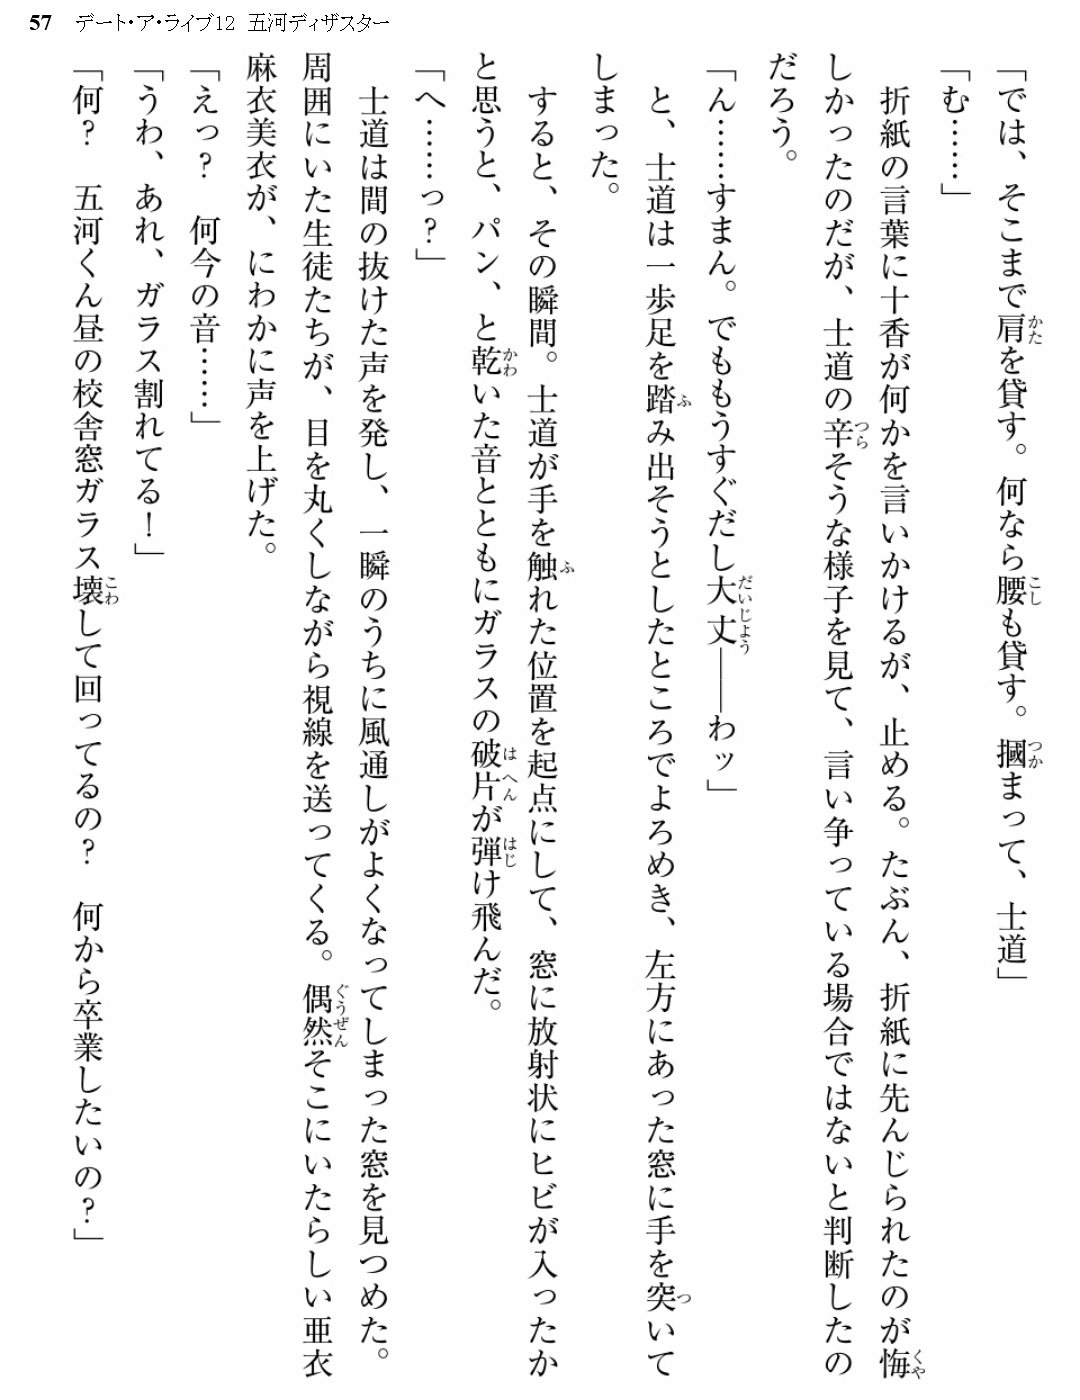 57 デート・ア・ライブ12 五河ディザスター
「では、そこまで肩を貸す。何なら腰も貸す。摑まって、士道」
「む……」
　折紙の言葉に十香が何かを言いかけるが、止める。たぶん、折紙に先んじられたのが悔
しかったのだが、士道の辛そうな様子を見て、言い争っている場合ではないと判断したの
だろう。
「ん……すまん。でももうすぐだし大丈――わッ」
　と、士道は一歩足を踏み出そうとしたところでよろめき、左方にあった窓に手を突いて
しまった。
　すると、その瞬間。士道が手を触れた位置を起点にして、窓に放射状にヒビが入ったか
と思うと、パン、と乾いた音とともにガラスの破片が弾け飛んだ。
「へ……っ？」
　士道は間の抜けた声を発し、一瞬のうちに風通しがよくなってしまった窓を見つめた。
周囲にいた生徒たちが、目を丸くしながら視線を送ってくる。偶然そこにいたらしい亜衣
麻衣美衣が、にわかに声を上げた。
「えっ？　何今の音……」
「うわ、あれ、ガラス割れてる！」
「何？　五河くん昼の校舎窓ガラス壊して回ってるの？　何から卒業したいの？」